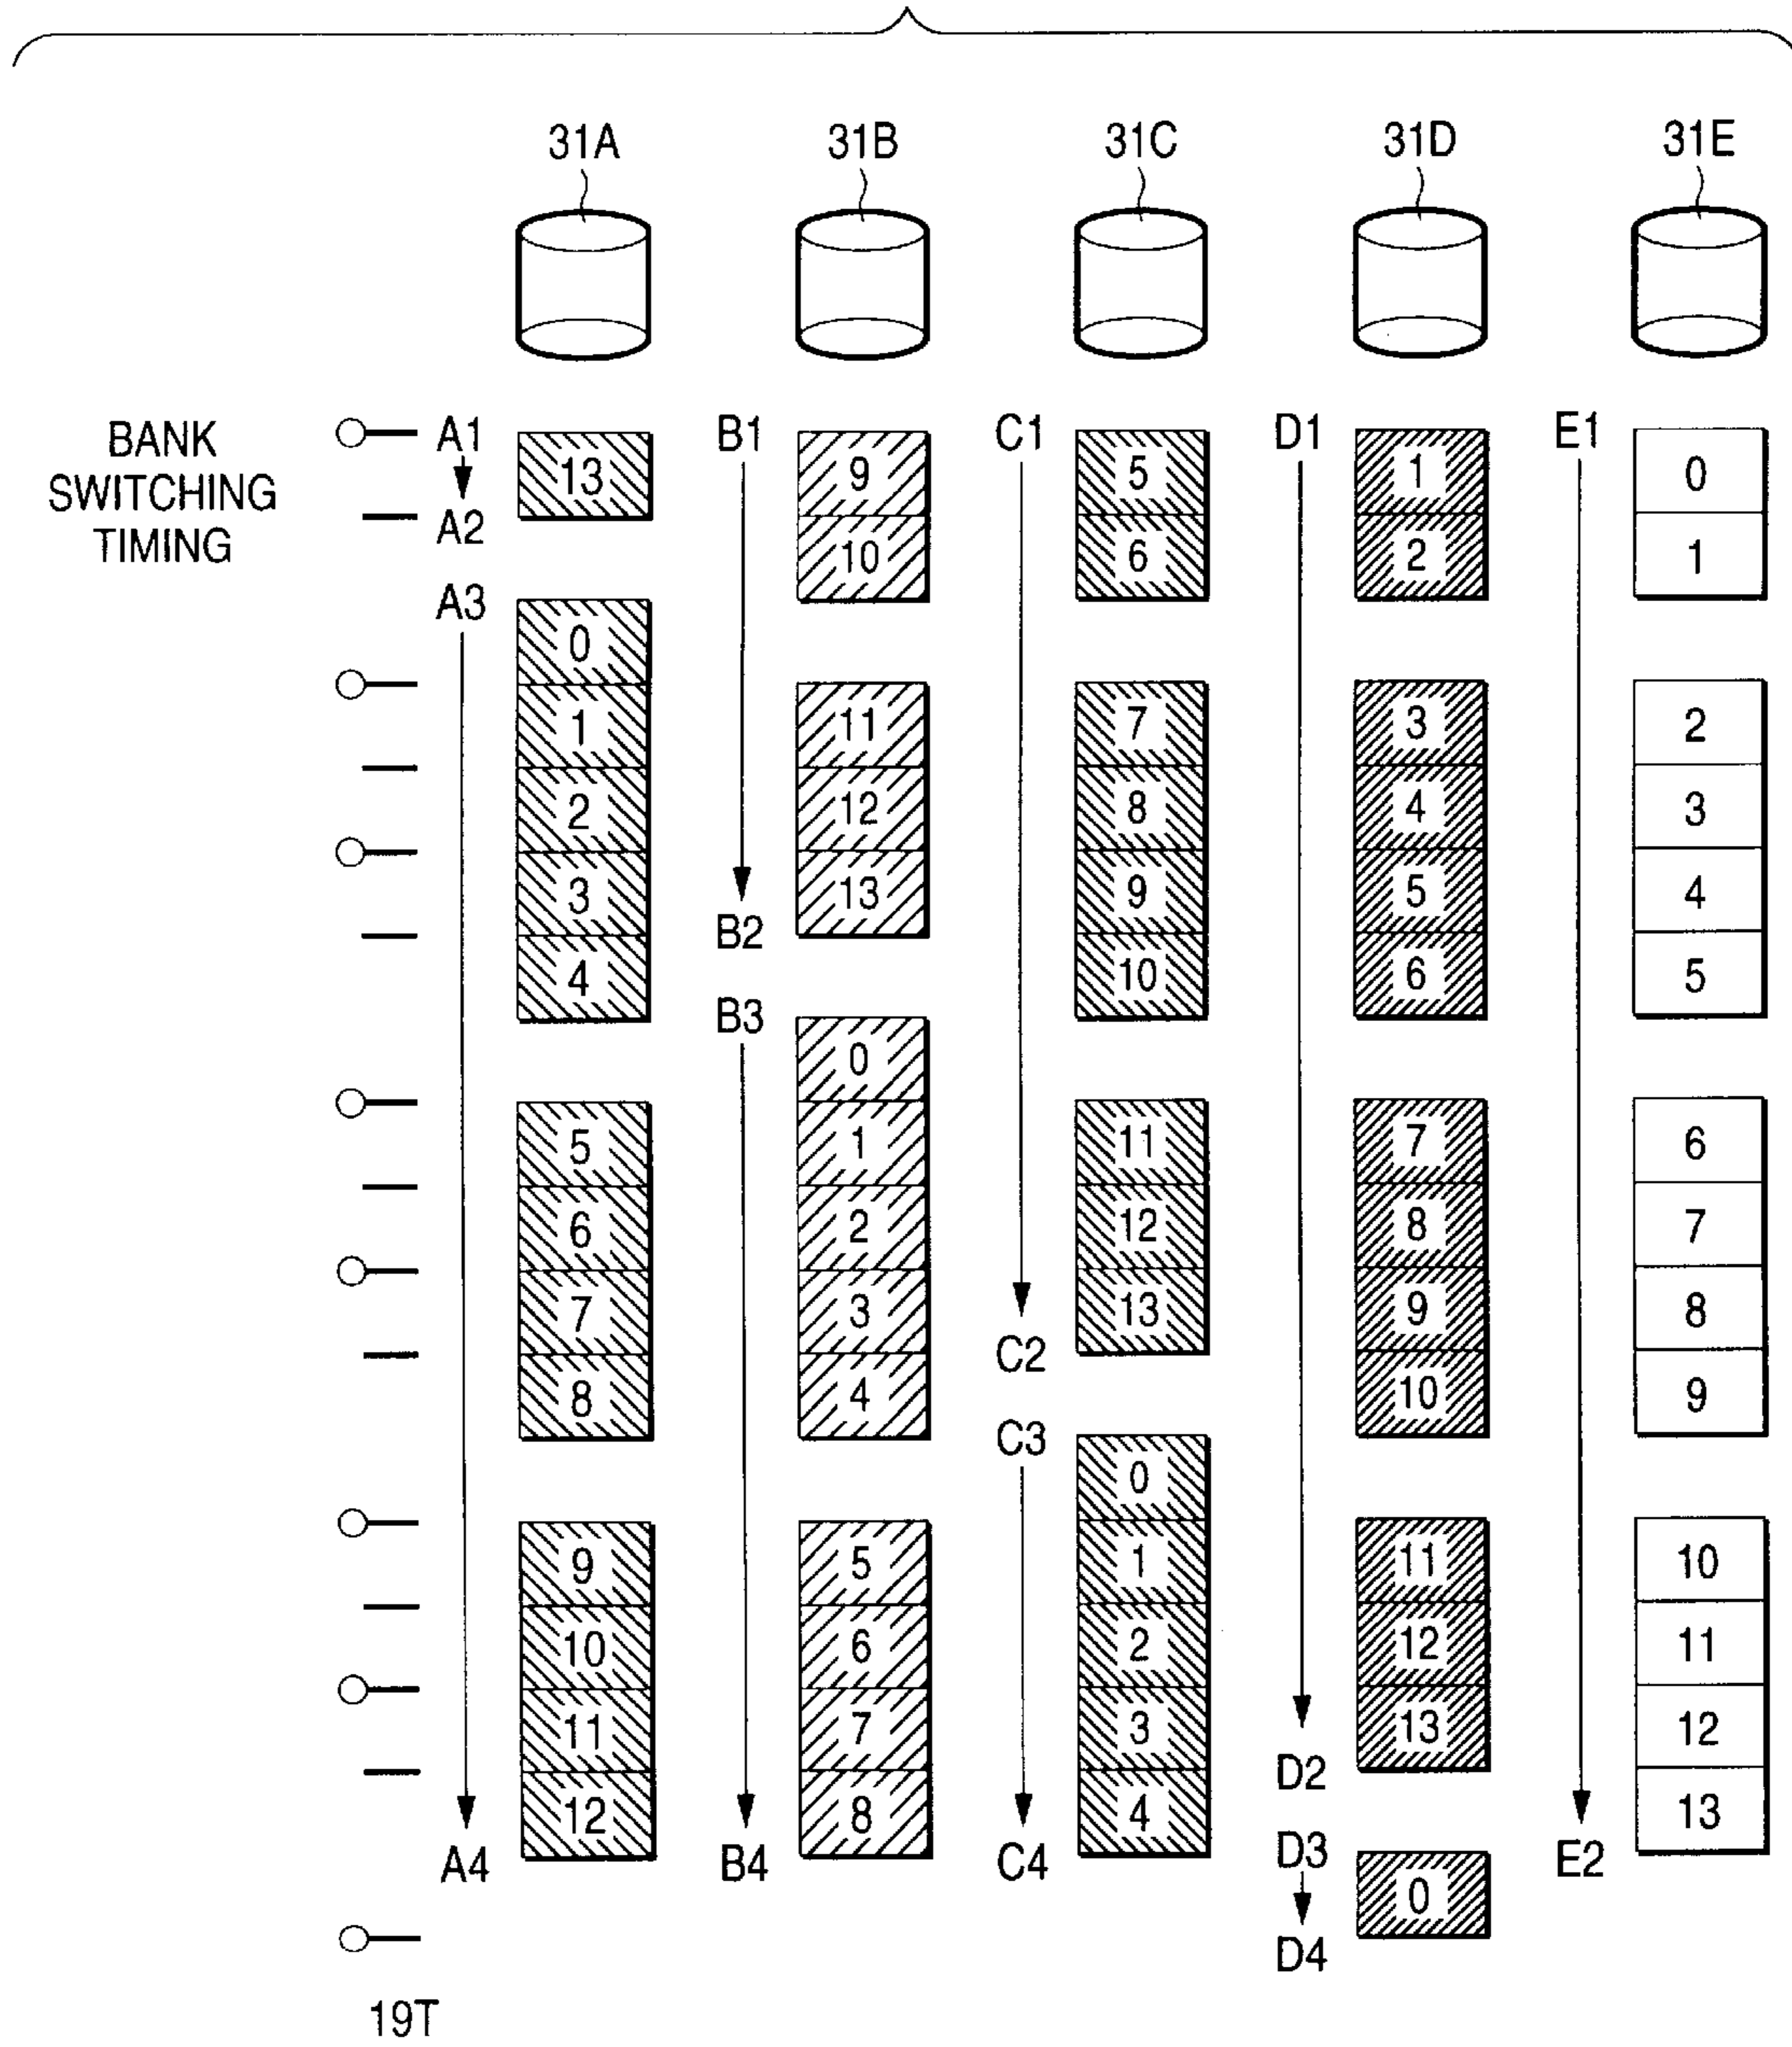 31A 31B 31C 31D 31E
BANK
SWITCHING
TIMING
A1 13 B1 9 C1 5 D1 1 E1 0
A2 10 6 2 1
A3
0
1 11 7 3 2
2 12 8 4 3
3 13 9 5 4
B2
4 10 6 5
B3
0
5 1 11 7 6
6 2 12 8 7
7 3 13 9 8
C2
8 4 10 9
C3
0
9 5 1 11 10
10 6 2 12 11
11 7 3 13 12
D2
12 8 4 13
A4 B4 C4 D3 E2
0
D4
19T